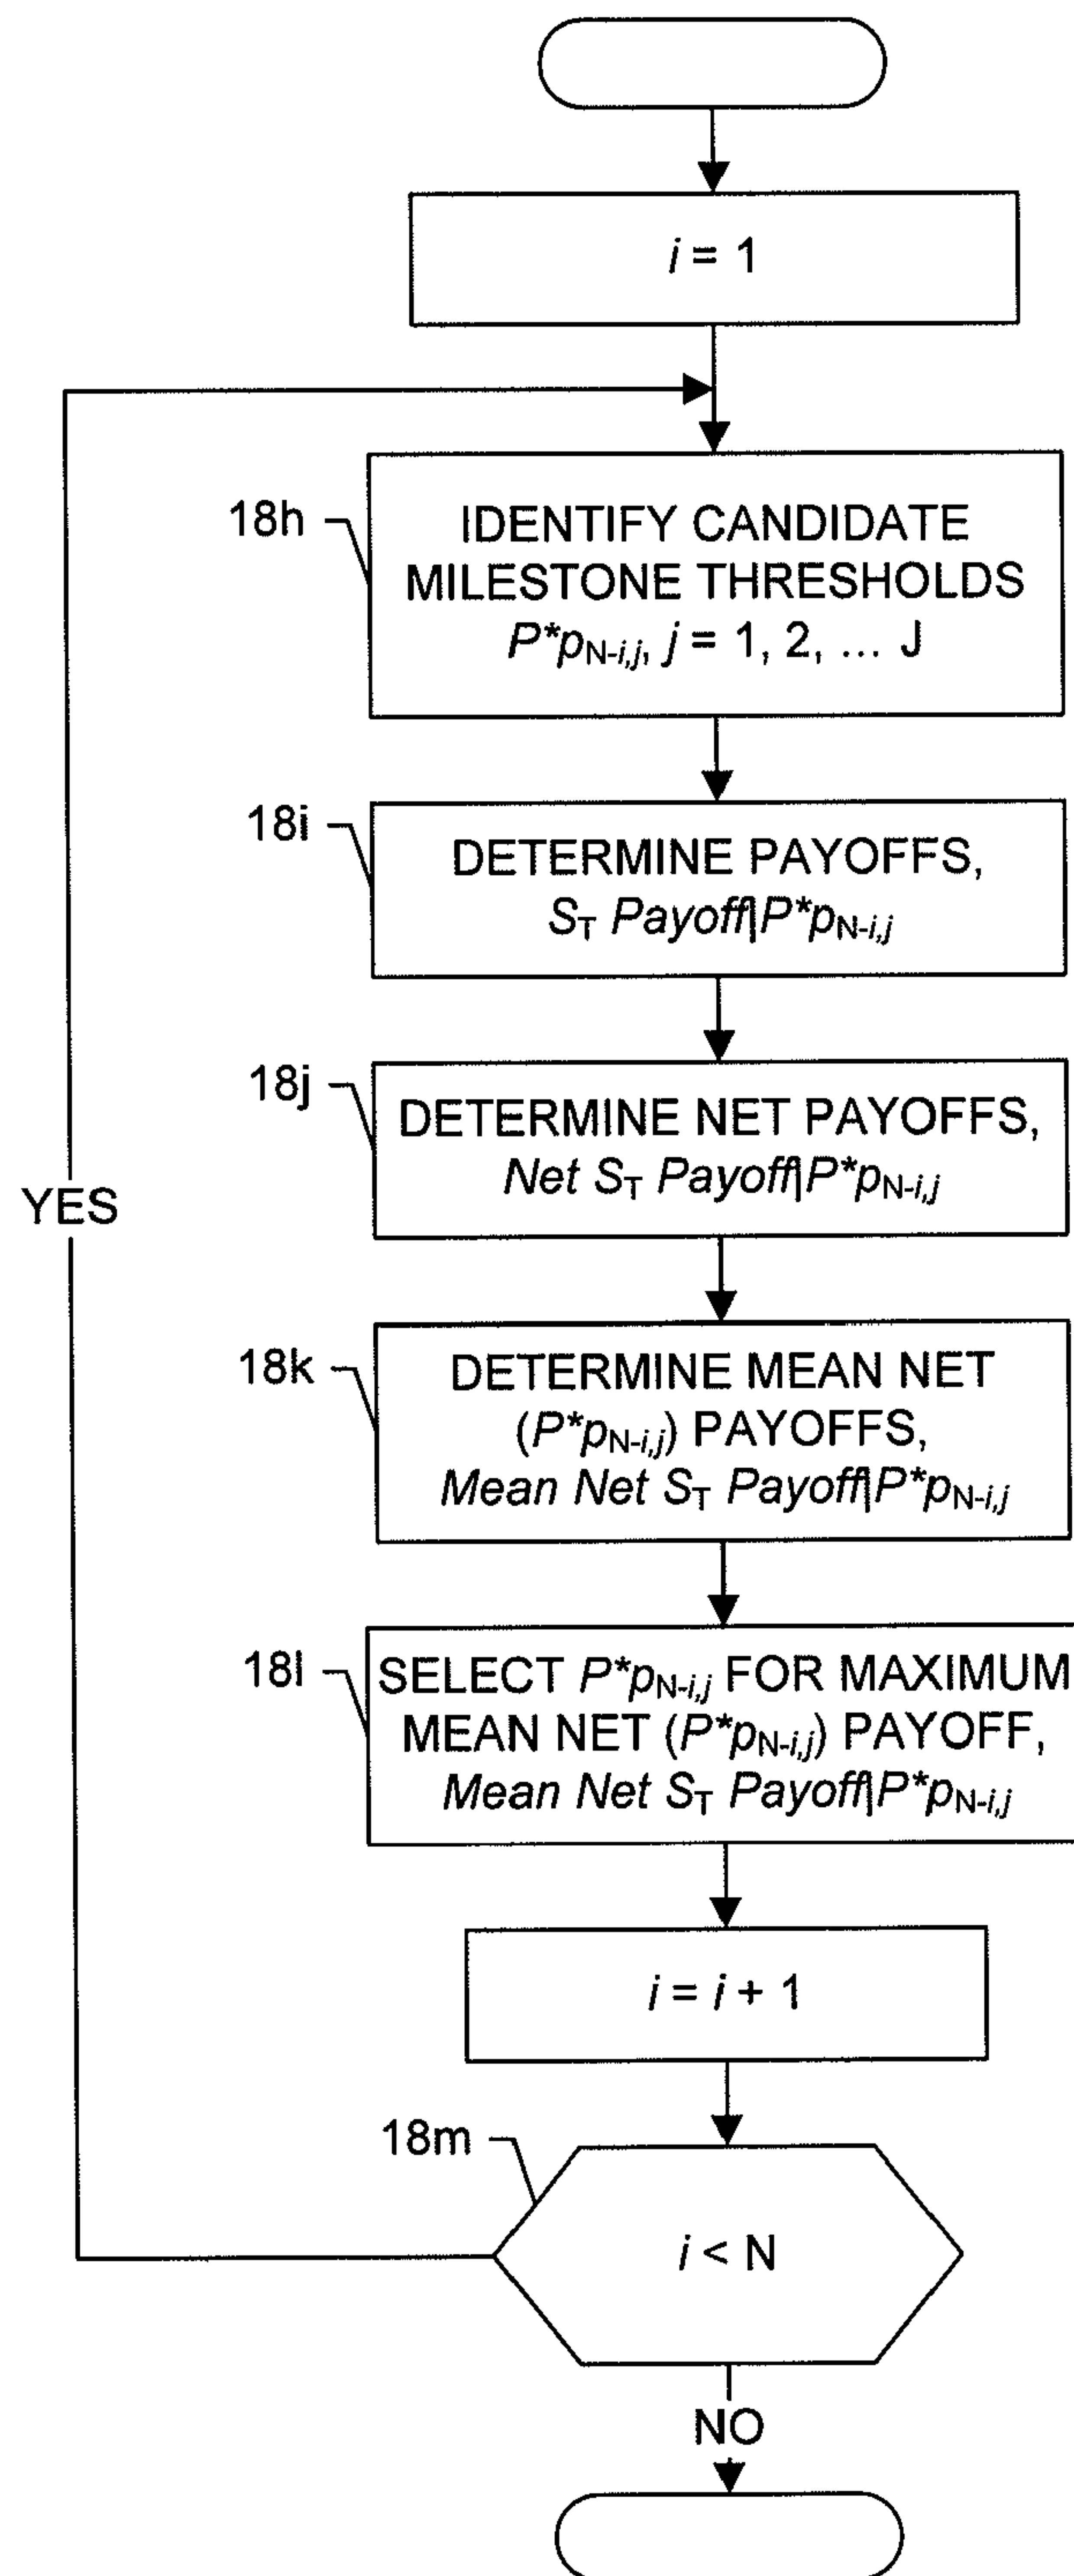 i = 1
18h
IDENTIFY CANDIDATE
MILESTONE THRESHOLDS
P*pN-i,j, j = 1, 2, ... J
18i
DETERMINE PAYOFFS,
ST Payoff|P*pN-i,j
18j
DETERMINE NET PAYOFFS,
Net ST Payoff|P*pN-i,j
YES
18k
DETERMINE MEAN NET
(P*pN-i,j) PAYOFFS,
Mean Net ST Payoff|P*pN-i,j
18l
SELECT P*pN-i,j FOR MAXIMUM
MEAN NET (P*pN-i,j) PAYOFF,
Mean Net ST Payoff|P*pN-i,j
i = i + 1
18m
i < N
NO